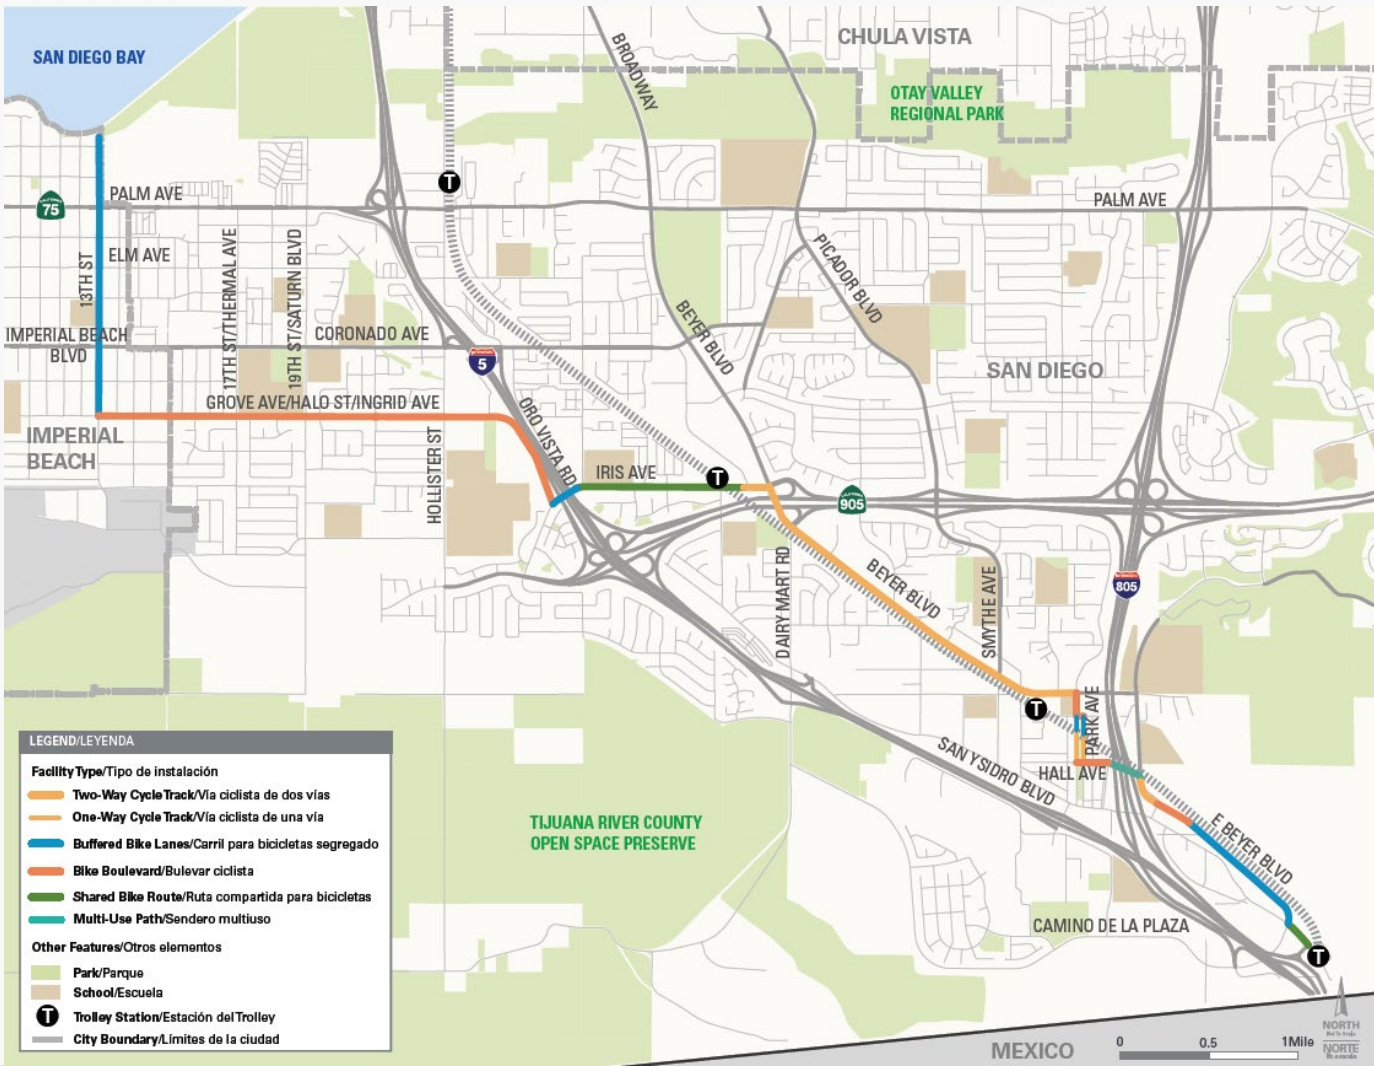 SAN DIEGO BAY
CHULA VISTA
BROADWAY
OTAY VALLEY
REGIONAL PARK
T
75
PALM AVE
PALM AVE
ELM AVE
13TH ST
17TH ST/THERMAL AVE
19TH ST/SATURN BLVD
PICADOR BLVD
IMPERIAL BEACH
BLVD
CORONADO AVE
BEYER BLVD
5
SAN DIEGO
GROVE AVE/HALO ST/INGRID AVE
ORO VISTA RD
IMPERIAL
BEACH
HOLLISTER ST
IRIS AVE
T
905
DAIRY MART RD
BEYER BLVD
SMYTHE AVE
805
T
PARK AVE
SAN YSIDRO BLVD
HALL AVE
E BEYER BLVD
TIJUANA RIVER COUNTY
OPEN SPACE PRESERVE
CAMINO DE LA PLAZA
T
LEGEND/LEYENDA
Facility Type/Tipo de instalación
Two-Way Cycle Track/Vía ciclista de dos vías
One-Way Cycle Track/Vía ciclista de una vía
Buffered Bike Lanes/Carril para bicicletas segregado
Bike Boulevard/Bulevar ciclista
Shared Bike Route/Ruta compartida para bicicletas
Multi-Use Path/Sendero multiuso
Other Features/Otros elementos
Park/Parque
School/Escuela
T Trolley Station/Estación del Trolley
City Boundary/Límites de la ciudad
MEXICO
0 0.5 1 Mile
NORTH
NORTE